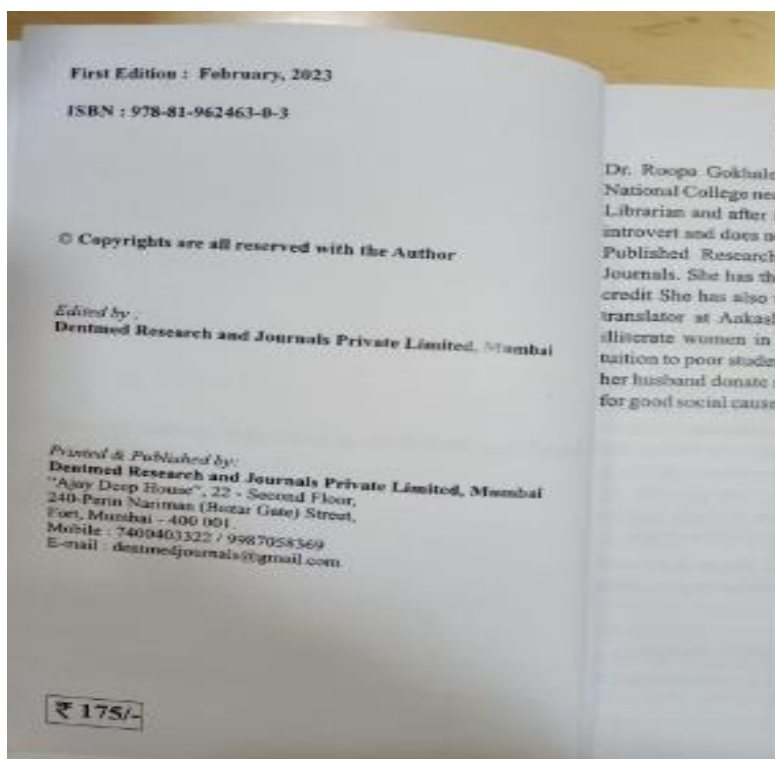 First Edition : February, 2023
ISBN : 978-81-962463-0-3
© Copyrights are all reserved with the Author
Edited by :
Dentmed Research and Journals Private Limited, Mumbai
Printed & Published by:
Dentmed Research and Journals Private Limited, Mumbai
"Ajay Deep House", 22 - Second Floor,
240-Perin Nariman (Bazar Gate) Street,
Fort, Mumbai - 400 001
Mobile : 7400403322 / 9987058369
E-mail : dentmedjournals@gmail.com
₹ 175/-
Dr. Roopa Gokhale
National College
Librarian and after
introvert and does
Published Research
Journals. She has
credit She has also
translator at
illiterate women in
tuition to poor
her husband donate
for good social cause